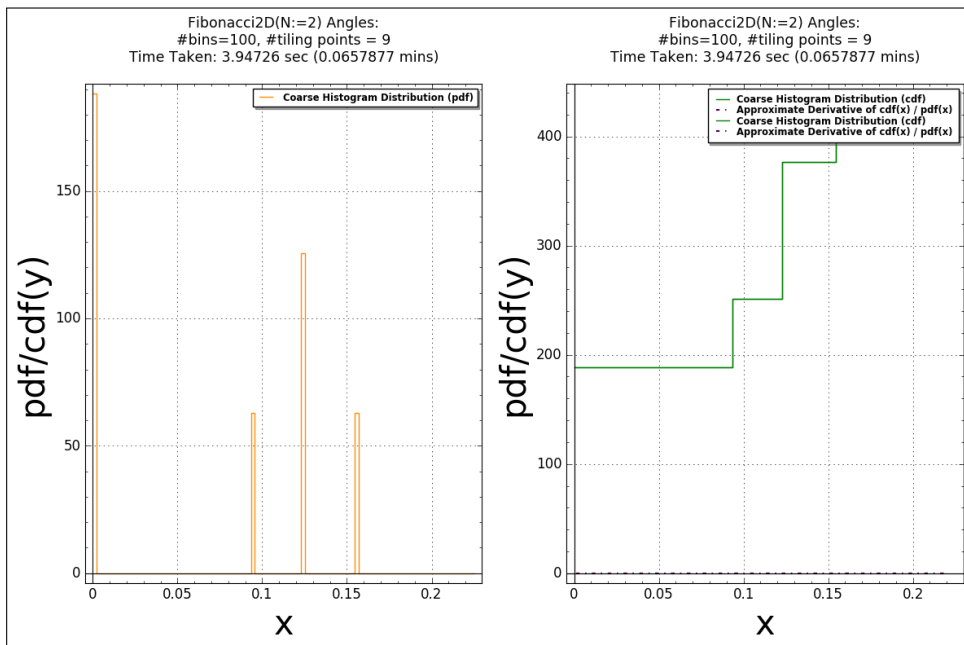 Fibonacci2D(N:=2) Angles:
#bins=100, #tiling points = 9
Time Taken: 3.94726 sec (0.0657877 mins)
Coarse Histogram Distribution (pdf)
150
100
50
0
pdf/cdf(y)
0 0.05 0.1 0.15 0.2
x
Fibonacci2D(N:=2) Angles:
#bins=100, #tiling points = 9
Time Taken: 3.94726 sec (0.0657877 mins)
Coarse Histogram Distribution (cdf)
Approximate Derivative of cdf(x) / pdf(x)
Coarse Histogram Distribution (cdf)
Approximate Derivative of cdf(x) / pdf(x)
400
300
200
100
0
pdf/cdf(y)
0 0.05 0.1 0.15 0.2
x